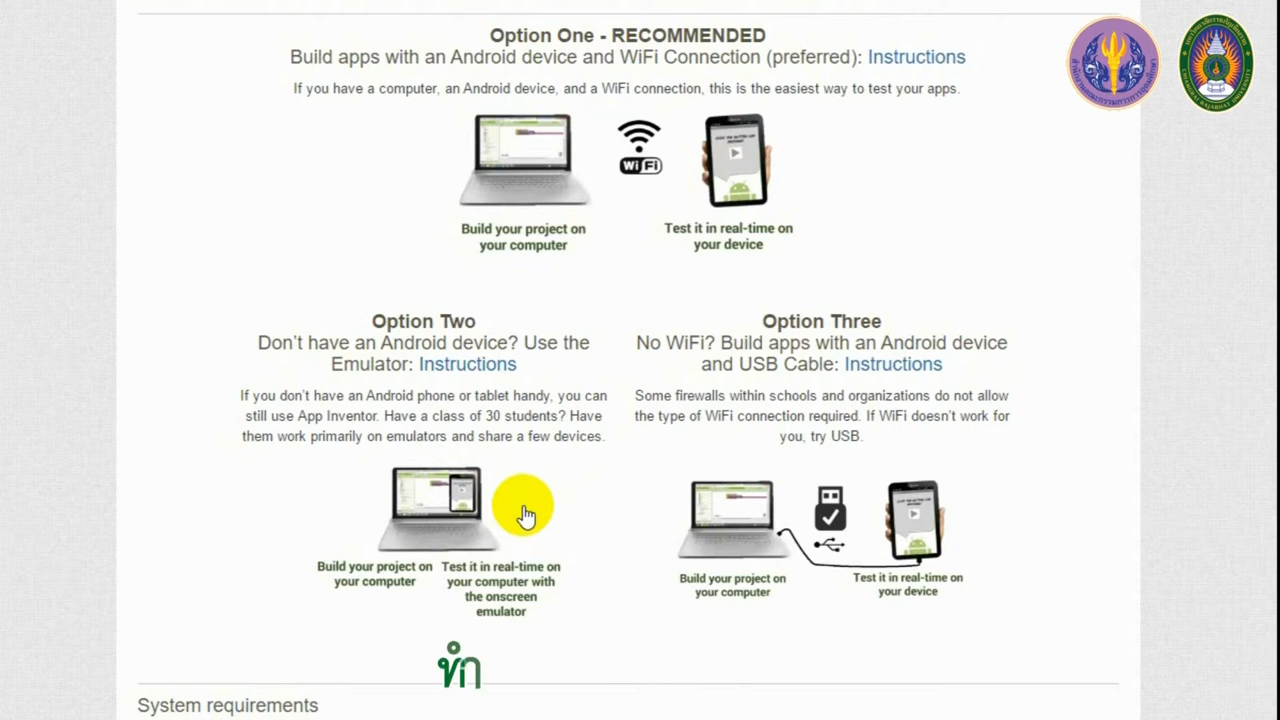 Option One - RECOMMENDED
Build apps with an Android device and WiFi Connection (preferred): Instructions
If you have a computer, an Android device, and a WiFi connection, this is the easiest way to test your apps.
WiFi
Build your project on
your computer
Test it in real-time on
your device
Option Two
Don't have an Android device? Use the
Emulator: Instructions
If you don't have an Android phone or tablet handy, you can
still use App Inventor. Have a class of 30 students? Have
them work primarily on emulators and share a few devices.
Build your project on
your computer
Test it in real-time on
your computer with
the onscreen
emulator
Option Three
No WiFi? Build apps with an Android device
and USB Cable: Instructions
Some firewalls within schools and organizations do not allow
the type of WiFi connection required. If WiFi doesn't work for
you, try USB.
Build your project on
your computer
Test it in real-time on
your device
System requirements